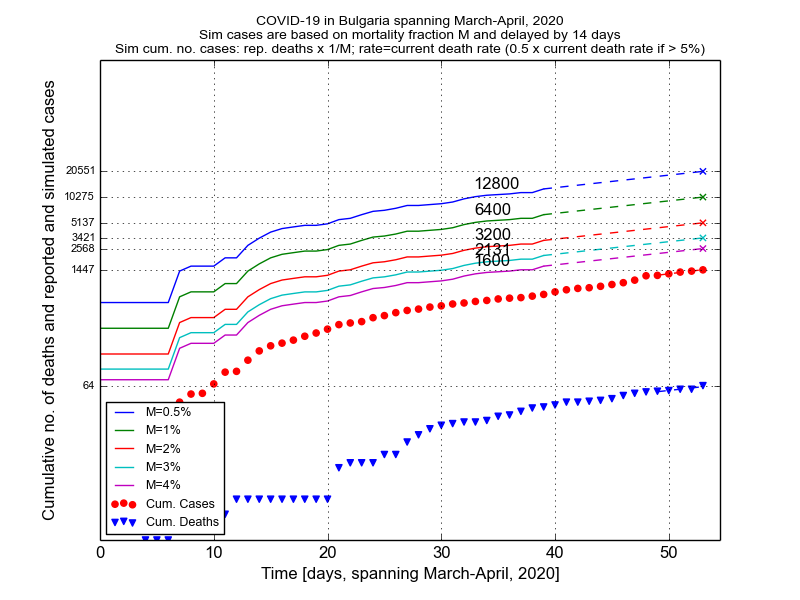 COVID-19 in Bulgaria spanning March-April, 2020
Sim cases are based on mortality fraction M and delayed by 14 days
Sim cum. no. cases: rep. deaths x 1/M; rate=current death rate (0.5 x current death rate if > 5%)
Cumulative no. of deaths and reported and simulated cases
20551
10275
5137
3421
2568
1447
64
12800
6400
3200
2131
1600
M=0.5%
M=1%
M=2%
M=3%
M=4%
Cum. Cases
Cum. Deaths
0 10 20 30 40 50
Time [days, spanning March-April, 2020]